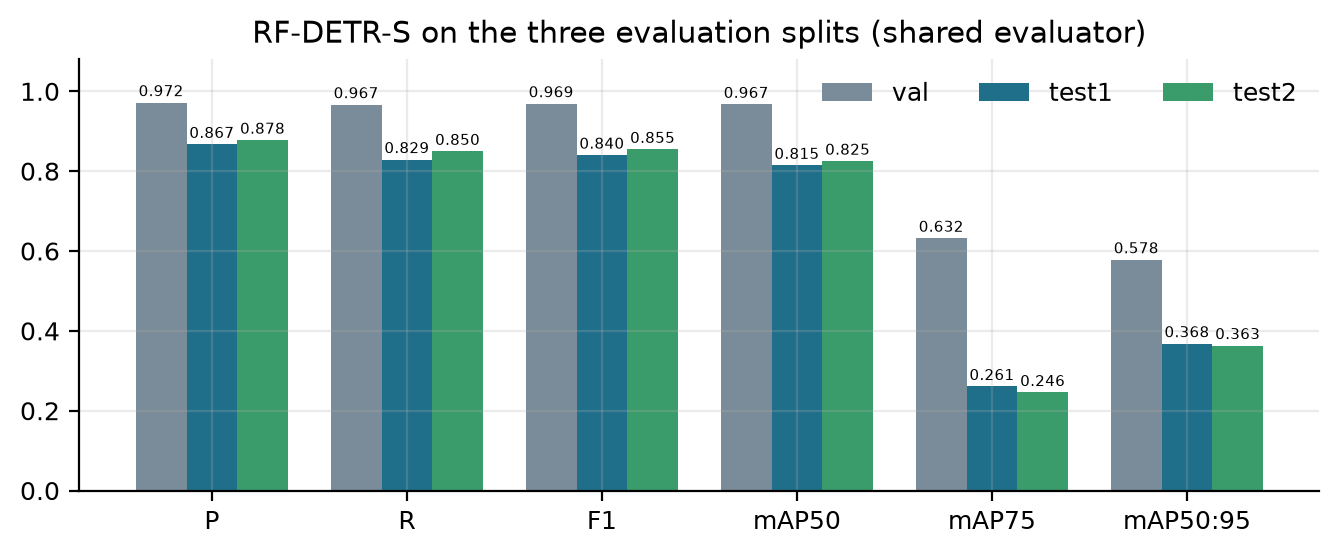 RF-DETR-S on the three evaluation splits (shared evaluator)
val test1 test2
1.0
0.8
0.6
0.4
0.2
0.0
0.972 0.867 0.878
0.967 0.829 0.850
0.969 0.840 0.855
0.967 0.815 0.825
0.632 0.261 0.246
0.578 0.368 0.363
P R F1 mAP50 mAP75 mAP50:95